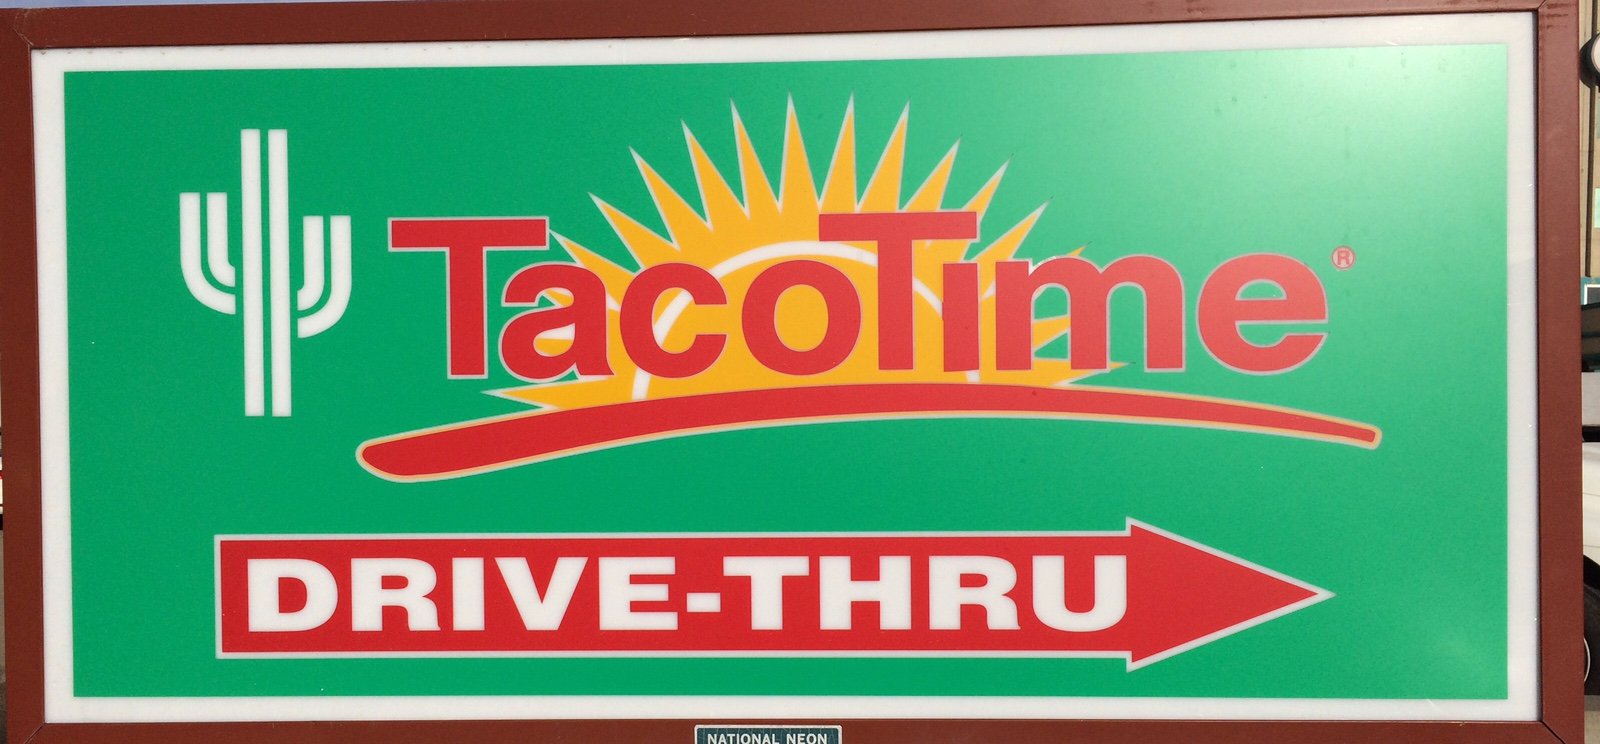 TacoTime®
DRIVE-THRU
NATIONAL NEON